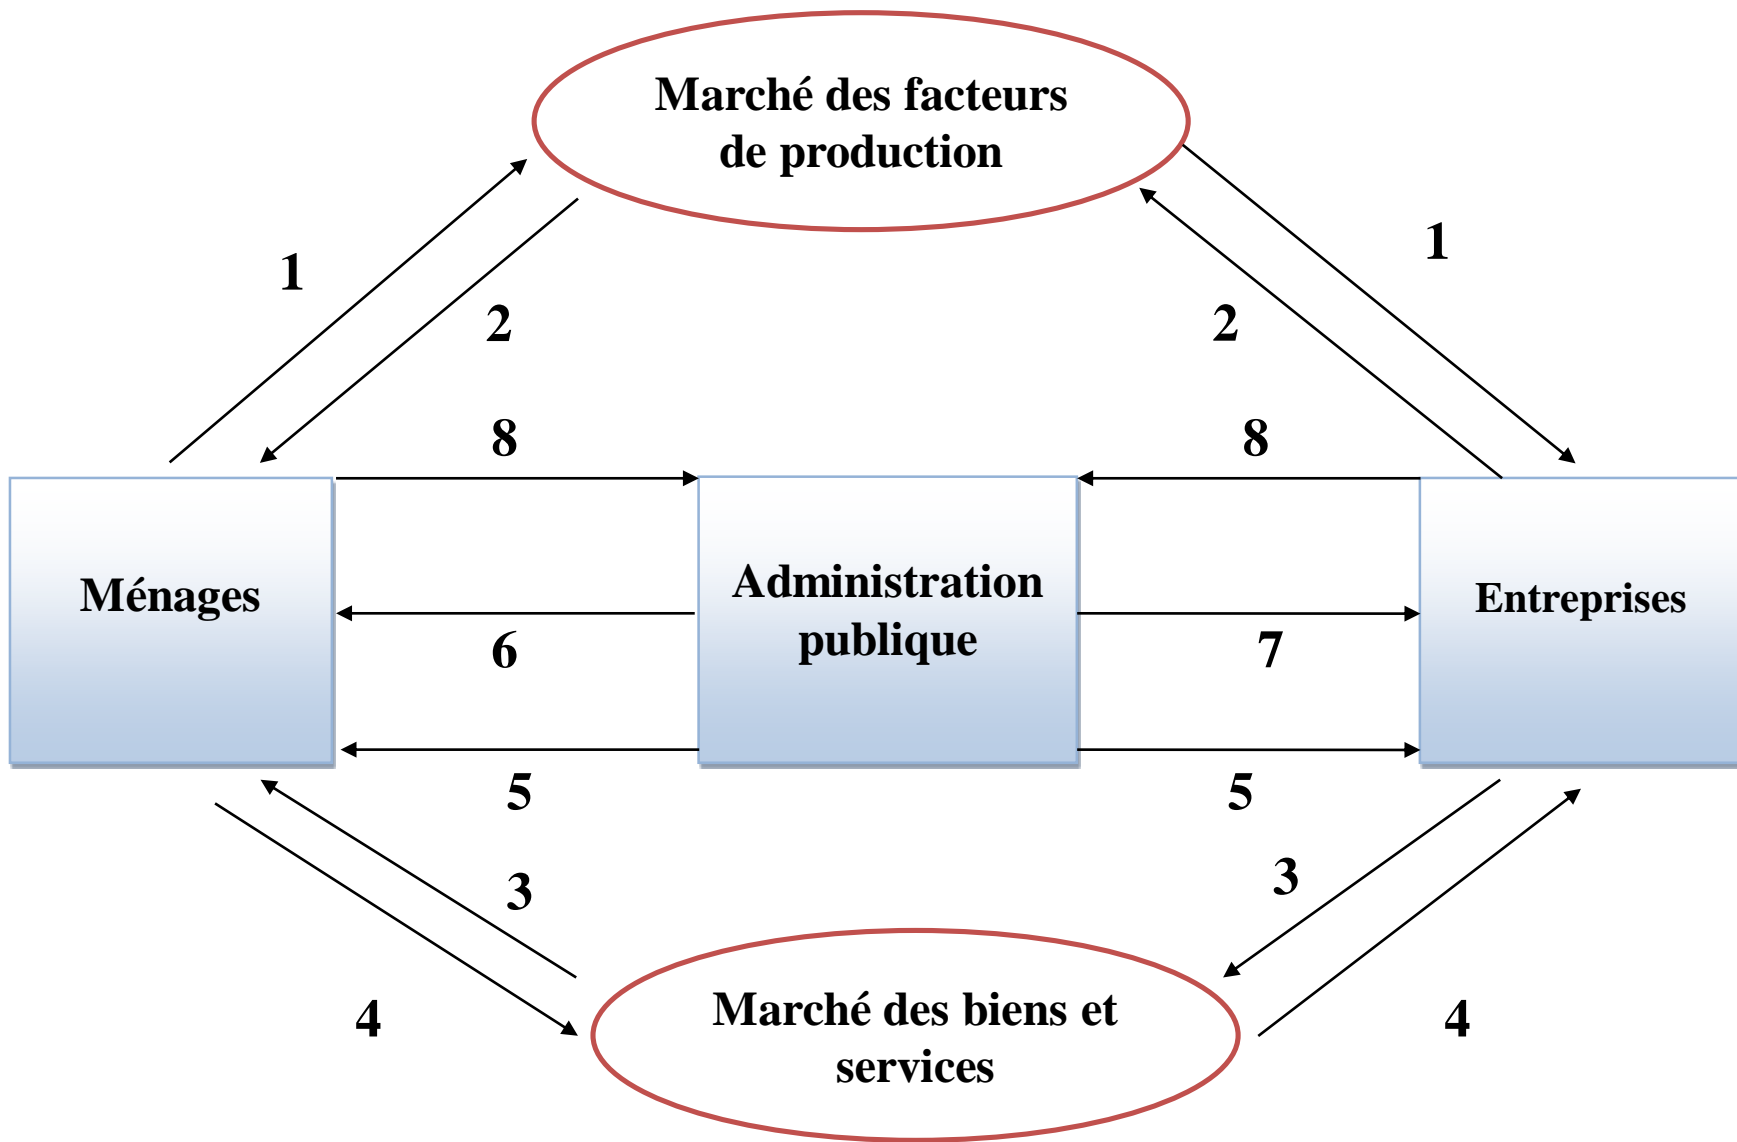 Marché des facteurs
de production
1
1
2
2
8
8
Ménages
Administration
publique
Entreprises
6
7
5
5
3
3
Marché des biens et
services
4
4